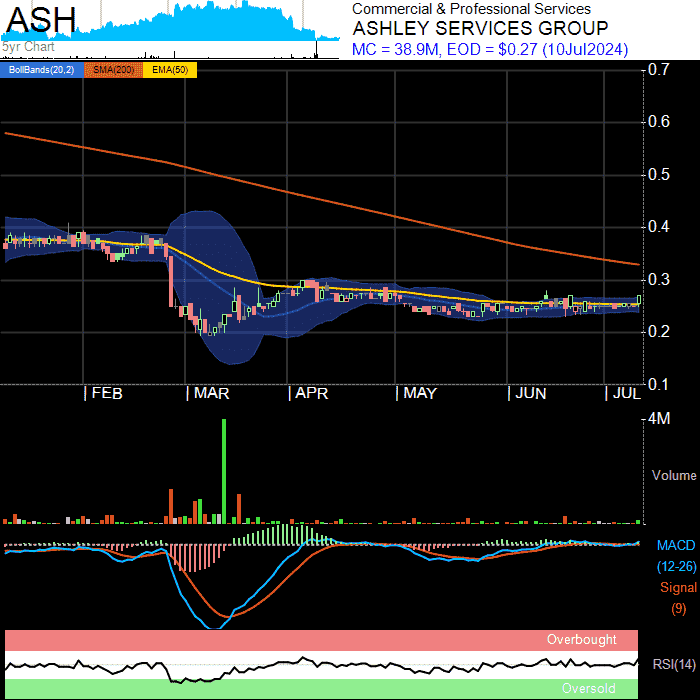 ASH
5yr Chart
Commercial & Professional Services
ASHLEY SERVICES GROUP
MC = 38.9M, EOD = $0.27 (10Jul2024)
BollBands(20,2) SMA(200) EMA(50)
0.7
0.6
0.5
0.4
0.3
0.2
0.1
FEB MAR APR MAY JUN JUL
4M
Volume
MACD
(12-26)
Signal
(9)
Overbought
RSI(14)
Oversold